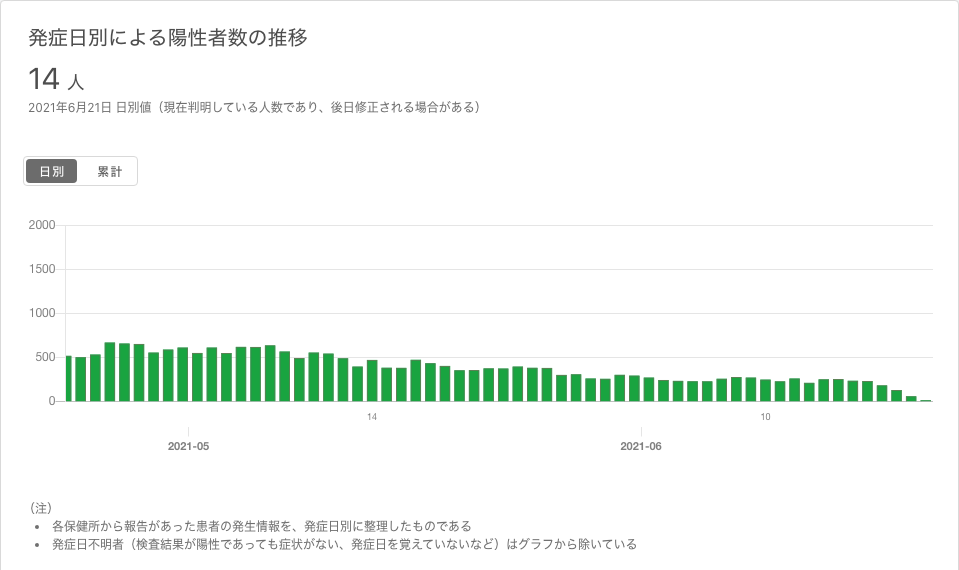 発症日別による陽性者数の推移
14 人
2021年6月21日 日別値（現在判明している人数であり、後日修正される場合がある）
日別 累計
2000
1500
1000
500
0
14 10
2021-05 2021-06
（注）
• 各保健所から報告があった患者の発生情報を、発症日別に整理したものである
• 発症日不明者（検査結果が陽性であっても症状がない、発症日を覚えていないなど）はグラフから除いている